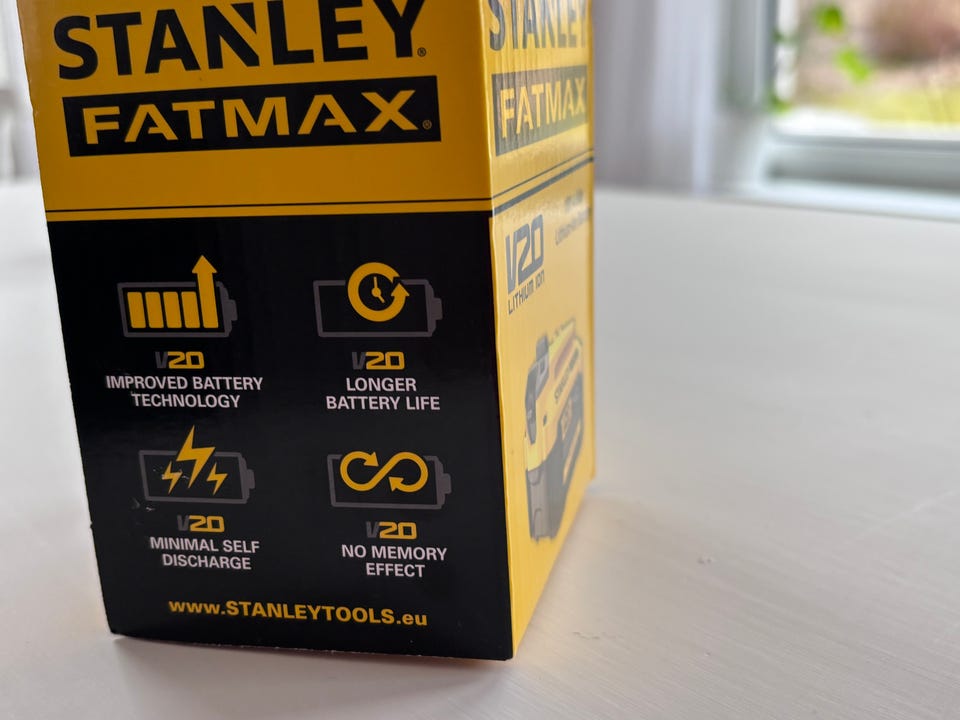 STANLEY®
FATMAX®
V20
IMPROVED BATTERY
TECHNOLOGY
V20
LONGER
BATTERY LIFE
V20
MINIMAL SELF
DISCHARGE
V20
NO MEMORY
EFFECT
www.STANLEYTOOLS.eu
STANLEY
FATMAX
V20
LITHIUM ION